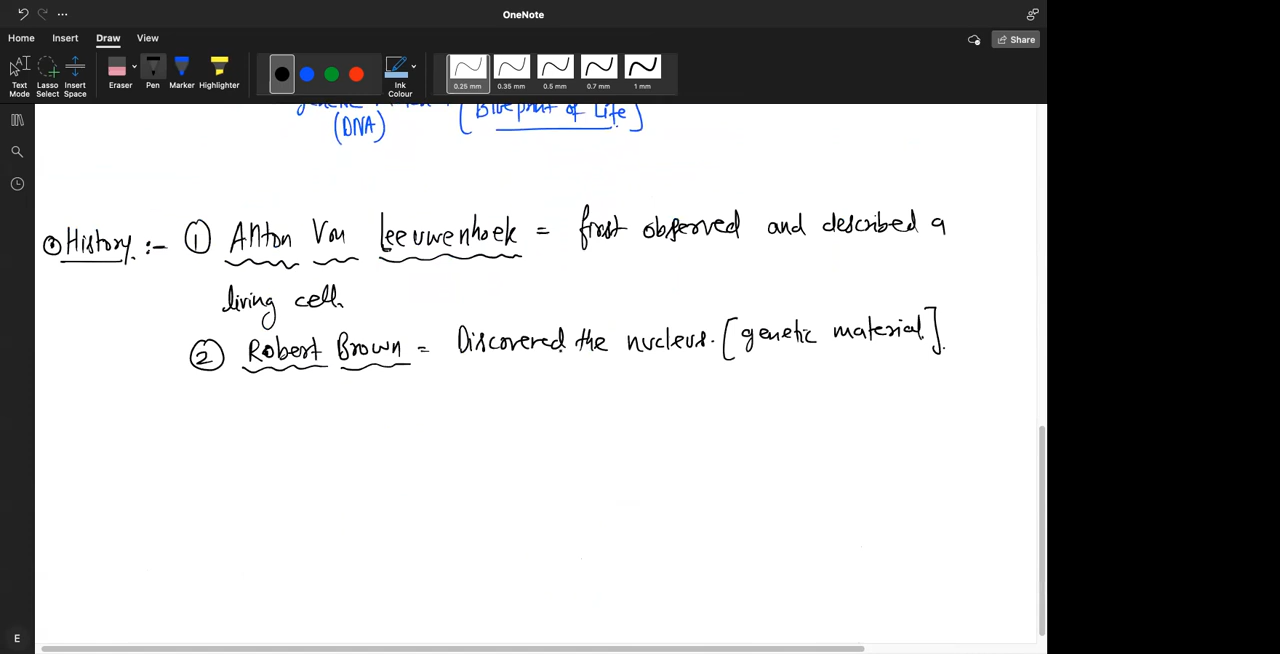 OneNote
Home Insert Draw View
Share
Text Mode Lasso Select Insert Space Eraser Pen Marker Highlighter Ink Colour 0.25 mm 0.35 mm 0.5 mm 0.7 mm 1 mm
(DNA) [Blueprint of Life]
History :- ① Anton Von Leeuwenhoek = first observed and described a
living cell.
② Robert Brown = Discovered the nucleus. [genetic material].
E